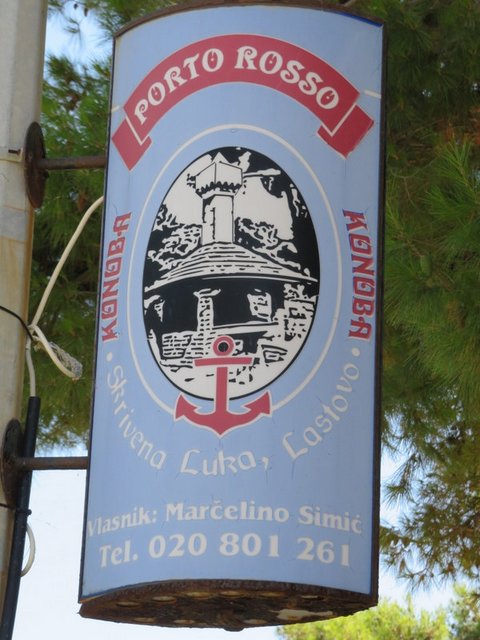 PORTO ROSSO
KONOBA
KONOBA
• Skrivena Luka, Lastovo •
Vlasnik: Marčelino Simić
Tel. 020 801 261